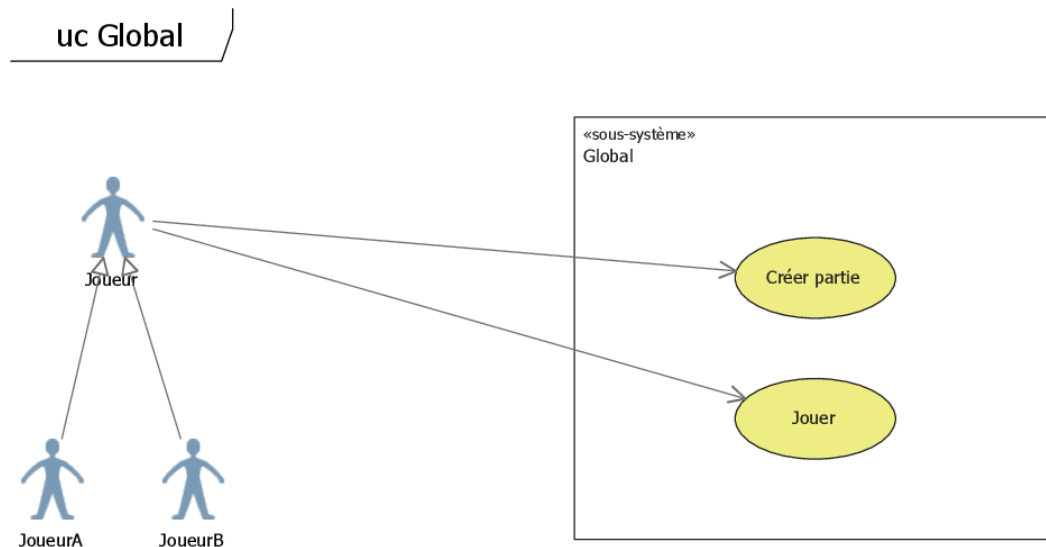 uc Global
«sous-système»
Global
Joueur
Créer partie
Jouer
JoueurA
JoueurB